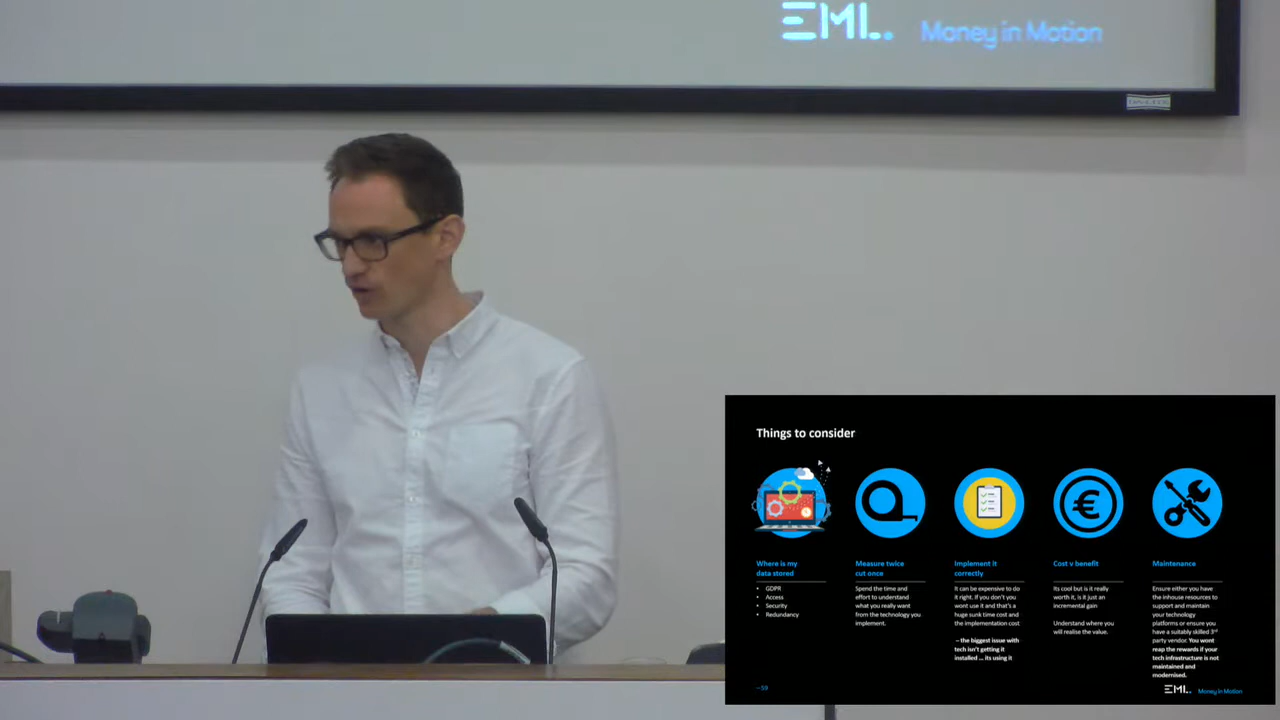 EML.
Money in Motion
Things to consider
Where is my
data stored
• GDPR
• Access
• Security
• Redundancy
Measure twice
cut once
Spend the time and
effort to understand
what you really want
from the technology you
implement.
Implement it
correctly
It can be expensive to do
it right. If you don't you
wont use it and that's a
huge sunk time cost and
the implementation cost
– the biggest issue with
tech isn't getting it
installed ... its using it
Cost v benefit
Its cool but is it really
worth it, is it just an
incremental gain
Understand where you
will realise the value.
Maintenance
Ensure either you have
the inhouse resources to
support and maintain
your technology
platforms or ensure you
have a suitably skilled 3rd
party vendor. You wont
reap the rewards if your
tech infrastructure is not
maintained and
modernised.
—59
EML.
Money in Motion